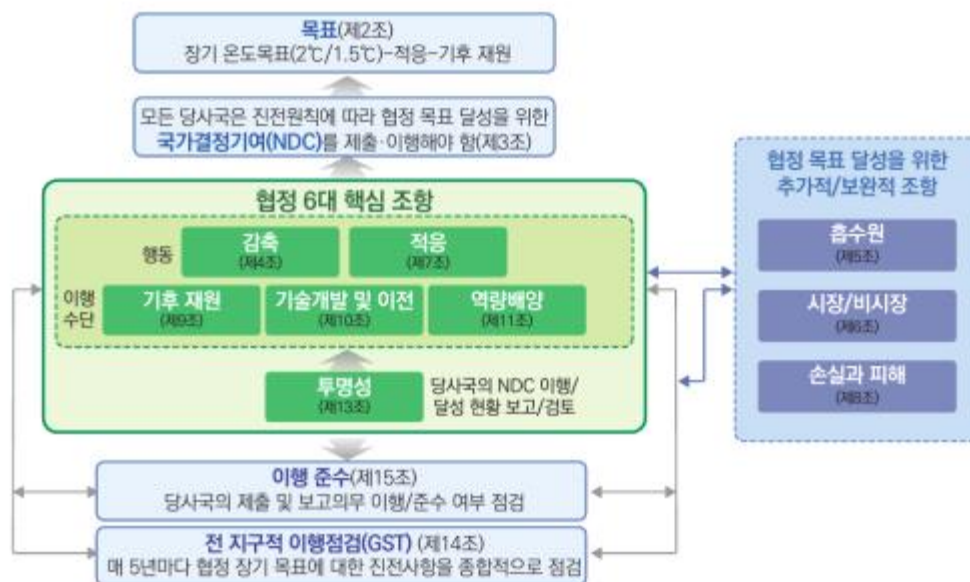 목표(제2조)
장기 온도목표(2℃/1.5℃)-적응-기후 재원
모든 당사국은 진전원칙에 따라 협정 목표 달성을 위한
국가결정기여(NDC)를 제출·이행해야 함(제3조)
협정 6대 핵심 조항
행동
감축
(제4조)
적응
(제7조)
이행
수단
기후 재원
(제9조)
기술개발 및 이전
(제10조)
역량배양
(제11조)
투명성
(제13조)
당사국의 NDC 이행/
달성 현황 보고/검토
이행 준수(제15조)
당사국의 제출 및 보고의무 이행/준수 여부 점검
전 지구적 이행점검(GST) (제14조)
매 5년마다 협정 장기 목표에 대한 진전사항을 종합적으로 점검
협정 목표 달성을 위한
추가적/보완적 조항
흡수원
(제5조)
시장/비시장
(제6조)
손실과 피해
(제8조)